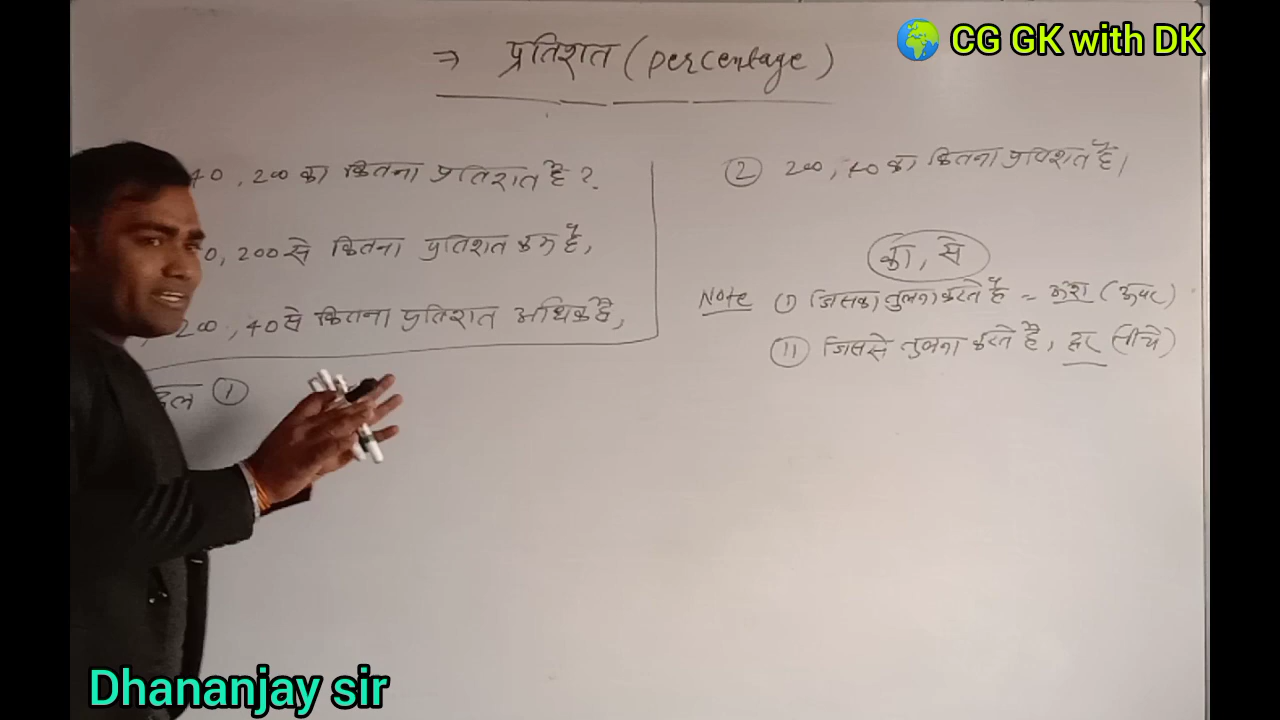 🌍 CG GK with DK
⇒ प्रतिशत (percentage)
40, 200 का कितना प्रतिशत है?
0, 200 से कितना प्रतिशत कम है,
200, 40 से कितना प्रतिशत अधिक है,
हल ①
② 200, 40 का कितना प्रतिशत है।
का, से
Note (i) जिसका तुलना करते है = अंश (ऊपर)
(ii) जिससे तुलना करते है, हर (नीचे)
Dhananjay sir